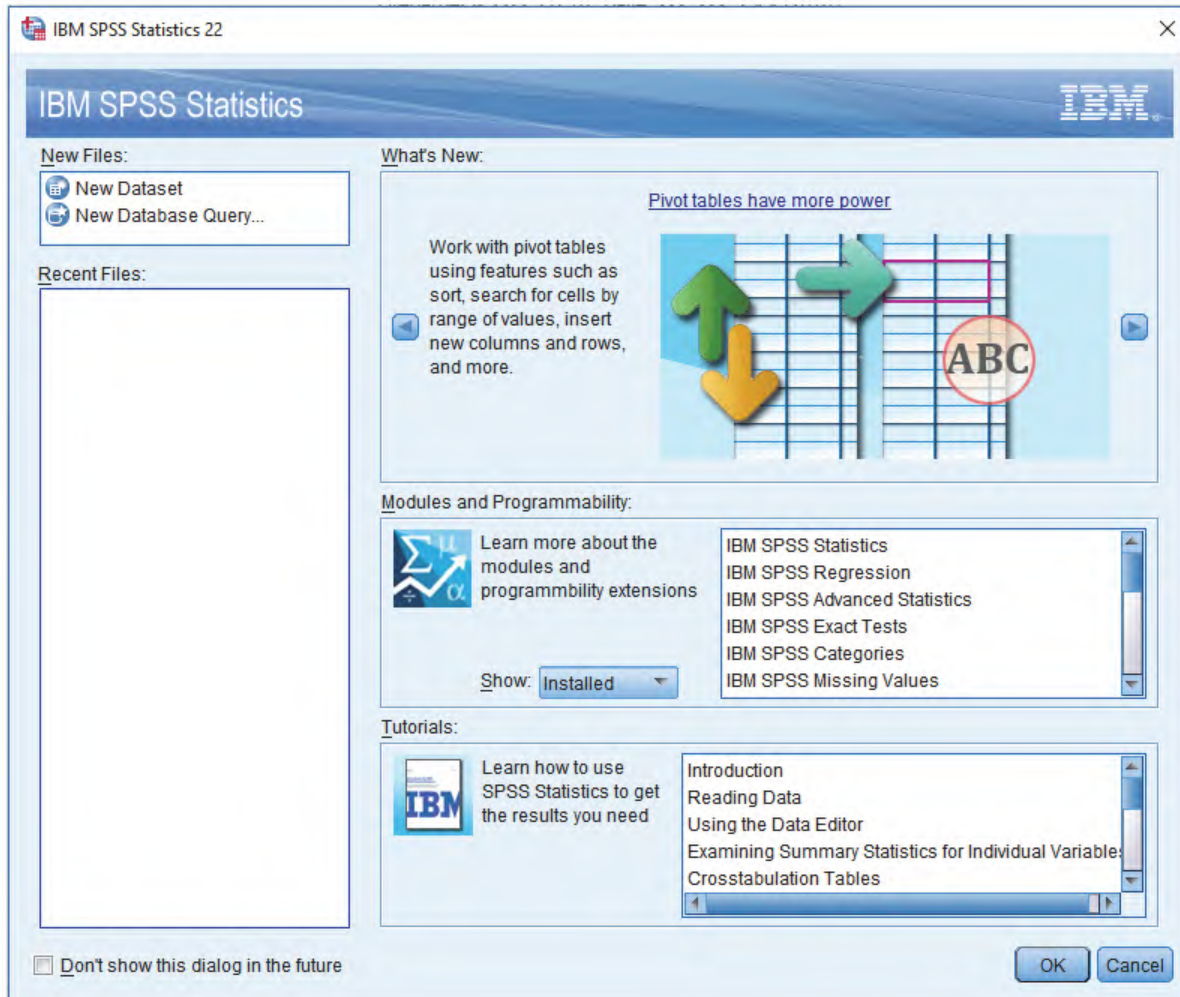 IBM SPSS Statistics 22
IBM SPSS Statistics
IBM
New Files:
New Dataset
New Database Query...
Recent Files:
What's New:
Pivot tables have more power
Work with pivot tables
using features such as
sort, search for cells by
range of values, insert
new columns and rows,
and more.
ABC
Modules and Programmability:
Σ μ
÷ α
Learn more about the
modules and
programmbility extensions
Show: Installed
IBM SPSS Statistics
IBM SPSS Regression
IBM SPSS Advanced Statistics
IBM SPSS Exact Tests
IBM SPSS Categories
IBM SPSS Missing Values
Tutorials:
IBM
Learn how to use
SPSS Statistics to get
the results you need
Introduction
Reading Data
Using the Data Editor
Examining Summary Statistics for Individual Variables
Crosstabulation Tables
Don't show this dialog in the future
OK
Cancel